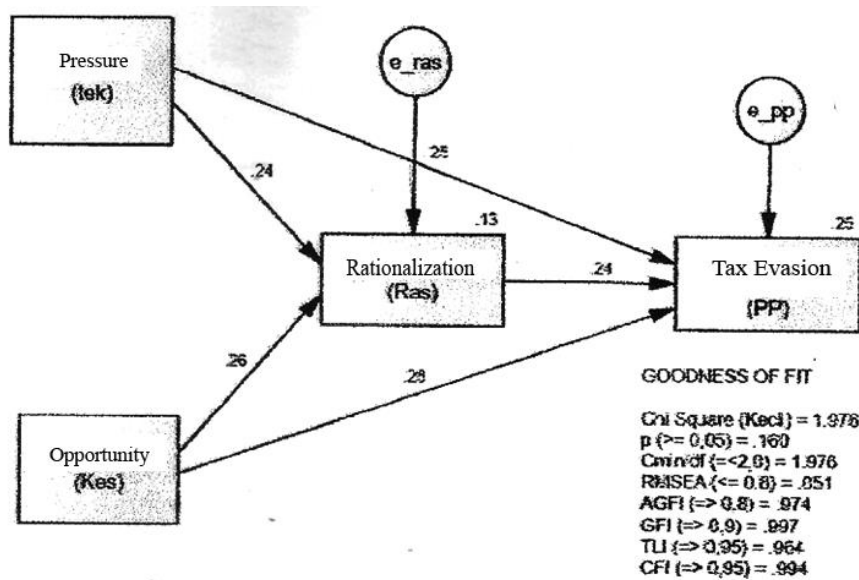 Pressure
(tek)
e_ras
e_pp
.25
.24
.13
.25
Rationalization
(Ras)
.24
Tax Evasion
(PP)
.26
.28
Opportunity
(Kes)
GOODNESS OF FIT
Chi Square (Kecil) = 1.976
p (>= 0,05) = .160
Cmin/df (=<2,0) = 1.976
RMSEA (<= 0.8) = .051
AGFI (=> 0.8) = .974
GFI (=> 0,9) = .997
TLI (=> 0,95) = .964
CFI (=> 0,95) = .994